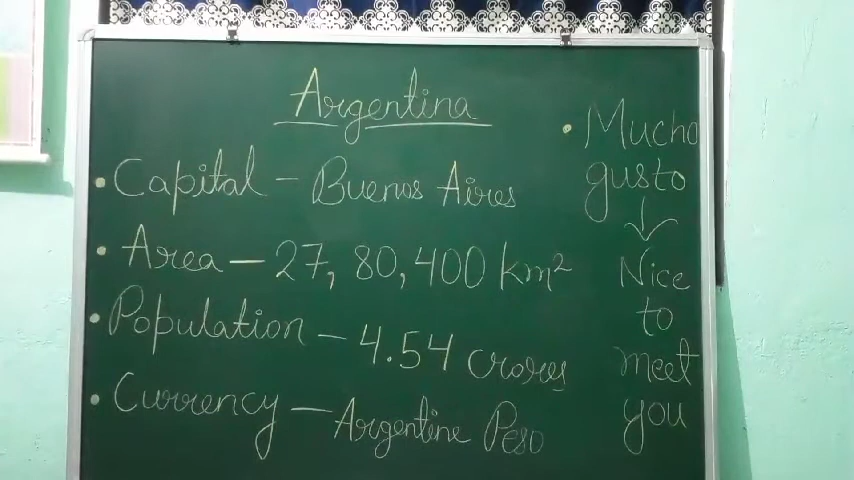 Argentina
• Capital – Buenos Aires
• Area – 27,80,400 km²
• Population – 4.54 crores
• Currency – Argentine Peso
• Mucho
gusto
↓
Nice
to
meet
you